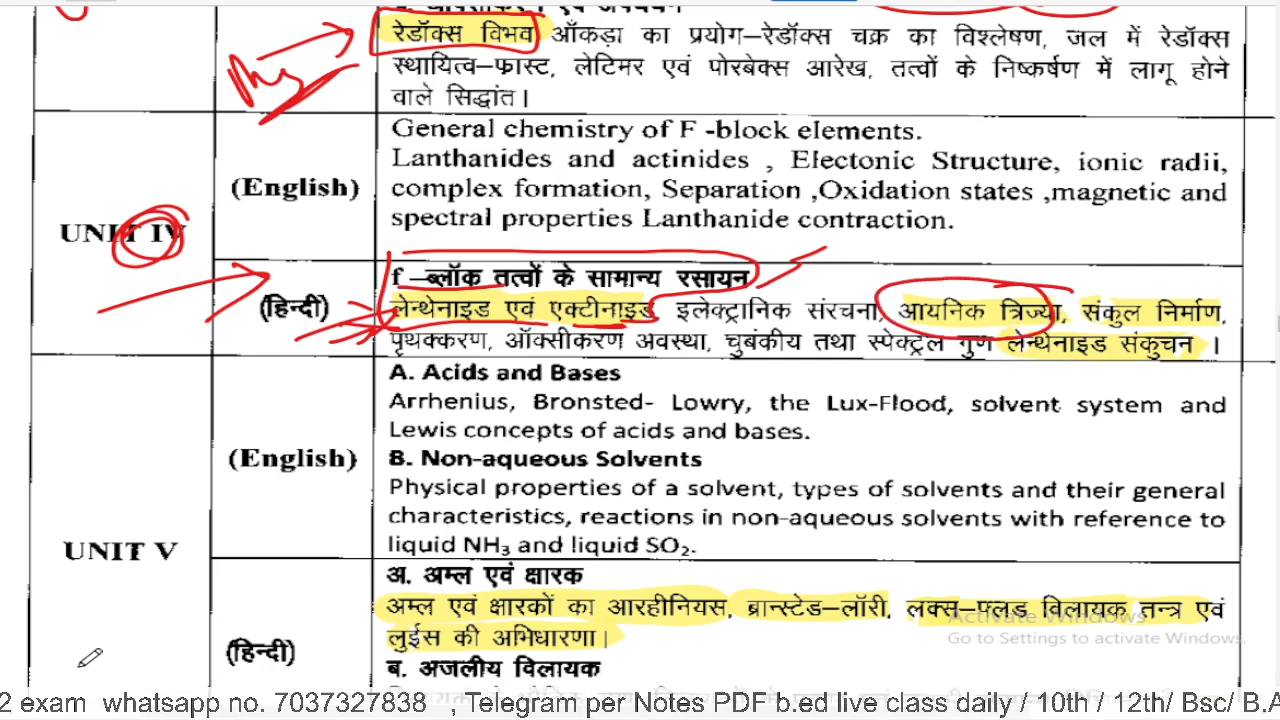 रेडॉक्स विभव आँकड़ा का प्रयोग–रेडॉक्स चक्र का विश्लेषण, जल में रेडॉक्स
स्थायित्व–फ्रास्ट, लेटिमर एवं पोरबेक्स आरेख, तत्वों के निष्कर्षण में लागू होने
वाले सिद्धांत।
UNIT IV
(English)
General chemistry of F -block elements.
Lanthanides and actinides , Electonic Structure, ionic radii,
complex formation, Separation ,Oxidation states ,magnetic and
spectral properties Lanthanide contraction.
(हिन्दी)
f –ब्लॉक तत्वों के सामान्य रसायन
लेन्थेनाइड एवं एक्टीनाइड इलेक्ट्रानिक संरचना, आयनिक त्रिज्या, संकुल निर्माण,
पृथक्करण, ऑक्सीकरण अवस्था, चुबंकीय तथा स्पेक्ट्रल गुण लेन्थेनाइड संकुचन ।
UNIT V
(English)
A. Acids and Bases
Arrhenius, Bronsted- Lowry, the Lux-Flood, solvent system and
Lewis concepts of acids and bases.
B. Non-aqueous Solvents
Physical properties of a solvent, types of solvents and their general
characteristics, reactions in non-aqueous solvents with reference to
liquid NH₃ and liquid SO₂.
(हिन्दी)
अ. अम्ल एवं क्षारक
अम्ल एवं क्षारकों का आरहीनियस, ब्रान्स्टेड–लॉरी, लक्स–फ्लड विलायक तन्त्र एवं
लुईस की अभिधारणा।
ब. अजलीय विलायक
Activate Windows
Go to Settings to activate Windows.
2 exam whatsapp no. 7037327838 , Telegram per Notes PDF b.ed live class daily / 10th / 12th/ Bsc/ B.A